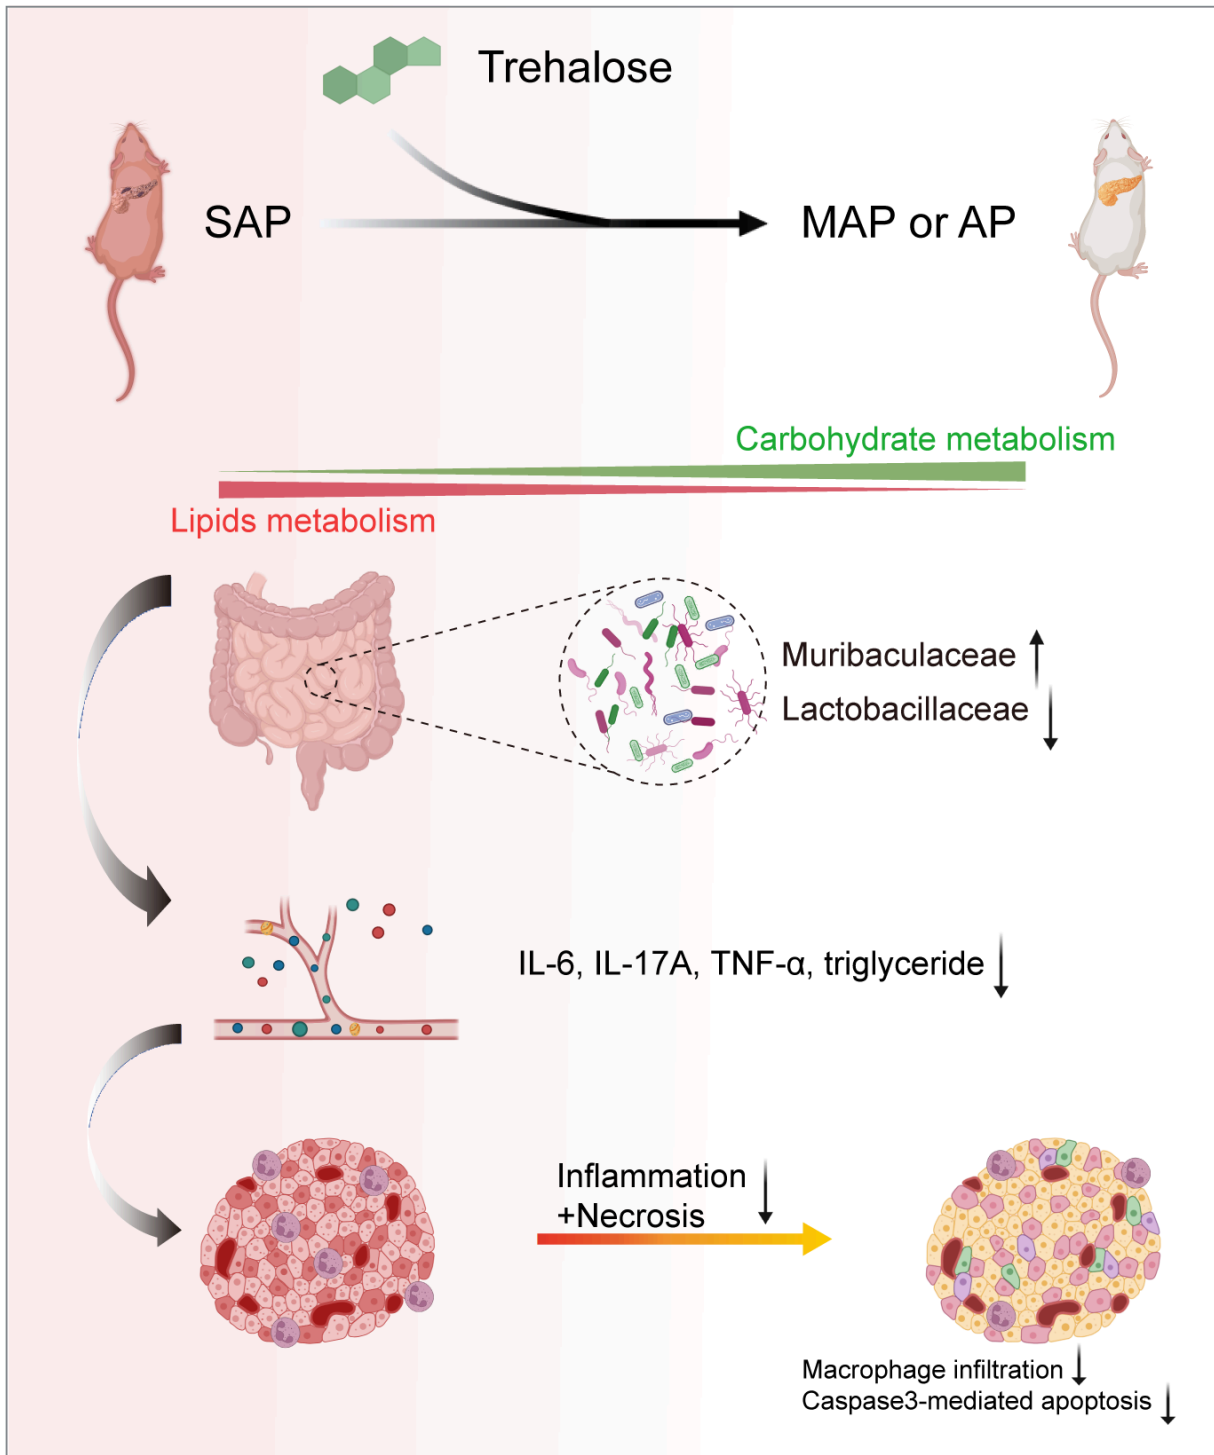 Trehalose
SAP
MAP or AP
Carbohydrate metabolism
Lipids metabolism
Muribaculaceae
Lactobacillaceae
IL-6, IL-17A, TNF-α, triglyceride
Inflammation
+Necrosis
Macrophage infiltration
Caspase3-mediated apoptosis